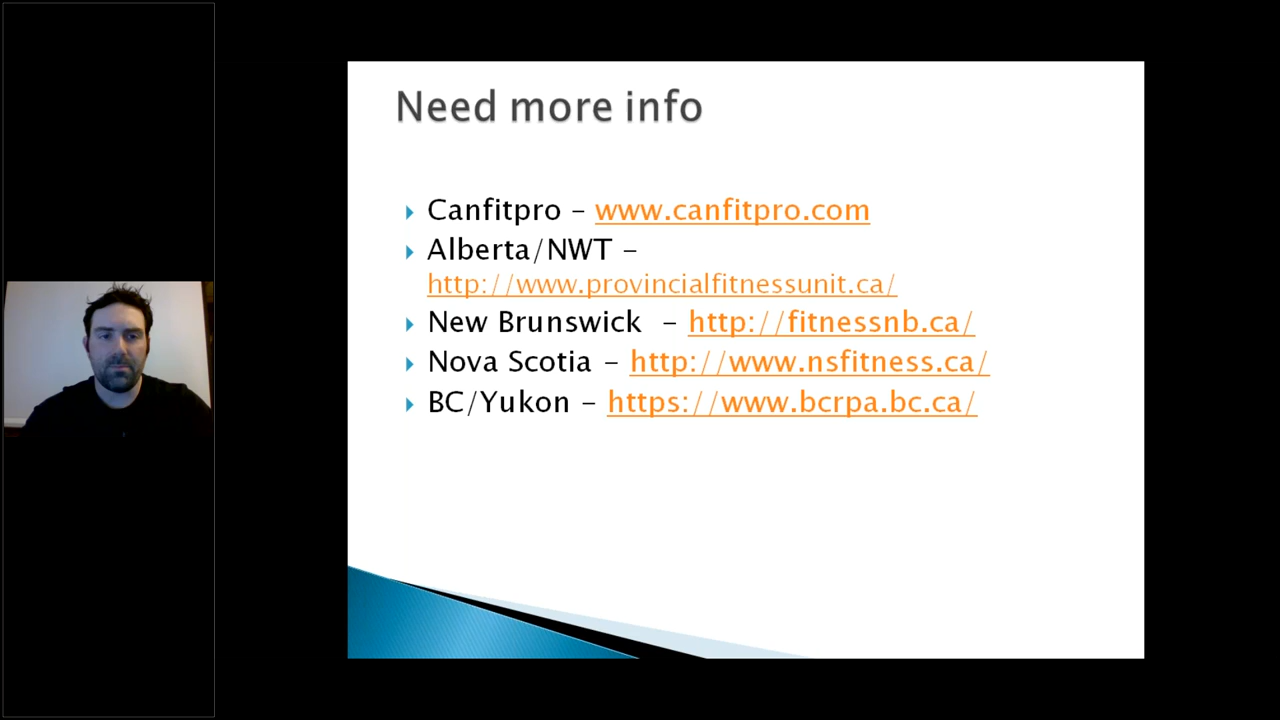 Need more info
Canfitpro – www.canfitpro.com
Alberta/NWT –
http://www.provincialfitnessunit.ca/
New Brunswick – http://fitnessnb.ca/
Nova Scotia – http://www.nsfitness.ca/
BC/Yukon – https://www.bcrpa.bc.ca/